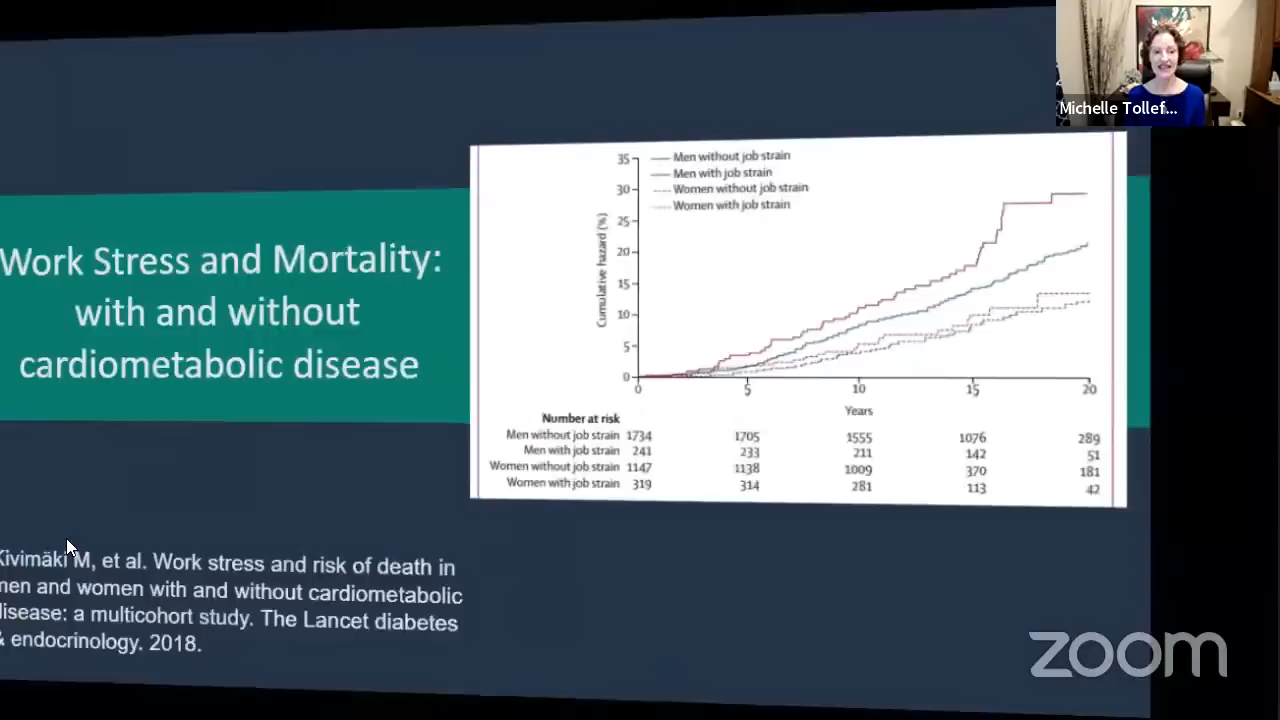 Michelle Tollef...
Work Stress and Mortality:
with and without
cardiometabolic disease
35
30
25
20
15
10
5
0
Cumulative hazard (%)
Men without job strain
Men with job strain
Women without job strain
Women with job strain
0 5 10 15 20
Years
Number at risk
Men without job strain 1734 1705 1555 1076 289
Men with job strain 241 233 211 142 51
Women without job strain 1147 1138 1009 370 181
Women with job strain 319 314 281 113 42
Kivimäki M, et al. Work stress and risk of death in
men and women with and without cardiometabolic
disease: a multicohort study. The Lancet diabetes
& endocrinology. 2018.
zoom